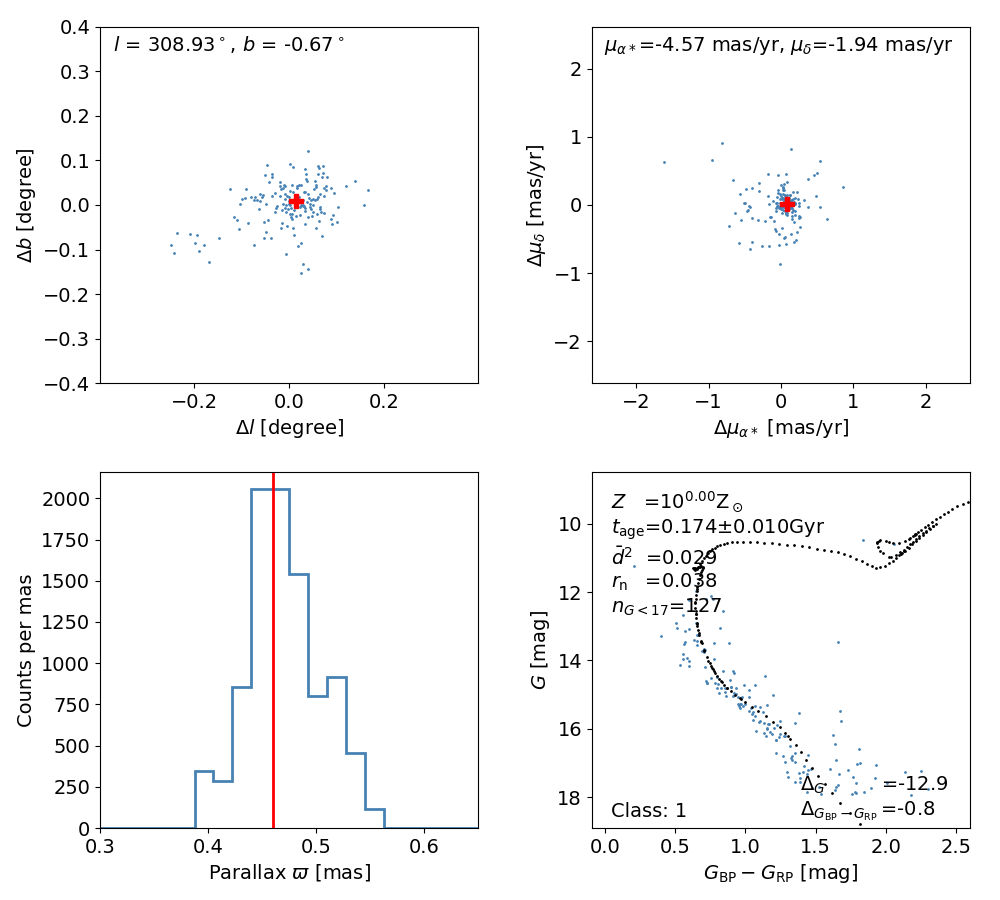 l = 308.93°, b = -0.67°
0.4
0.3
0.2
0.1
0.0
−0.1
−0.2
−0.3
−0.4
Δb [degree]
−0.2
0.0
0.2
Δl [degree]
μα*=-4.57 mas/yr, μδ=-1.94 mas/yr
2
1
0
−1
−2
Δμδ [mas/yr]
−2
−1
0
1
2
Δμα* [mas/yr]
2000
1750
1500
1250
1000
750
500
250
0
Counts per mas
0.3
0.4
0.5
0.6
Parallax ϖ [mas]
Z =10^0.00 Z⊙
t_age=0.174±0.010Gyr
d̄² =0.029
r_n =0.038
n_G<17=127
Δ_G =-12.9
Δ_GBP−GRP =-0.8
Class: 1
10
12
14
16
18
G [mag]
0.0
0.5
1.0
1.5
2.0
2.5
G_BP − G_RP [mag]